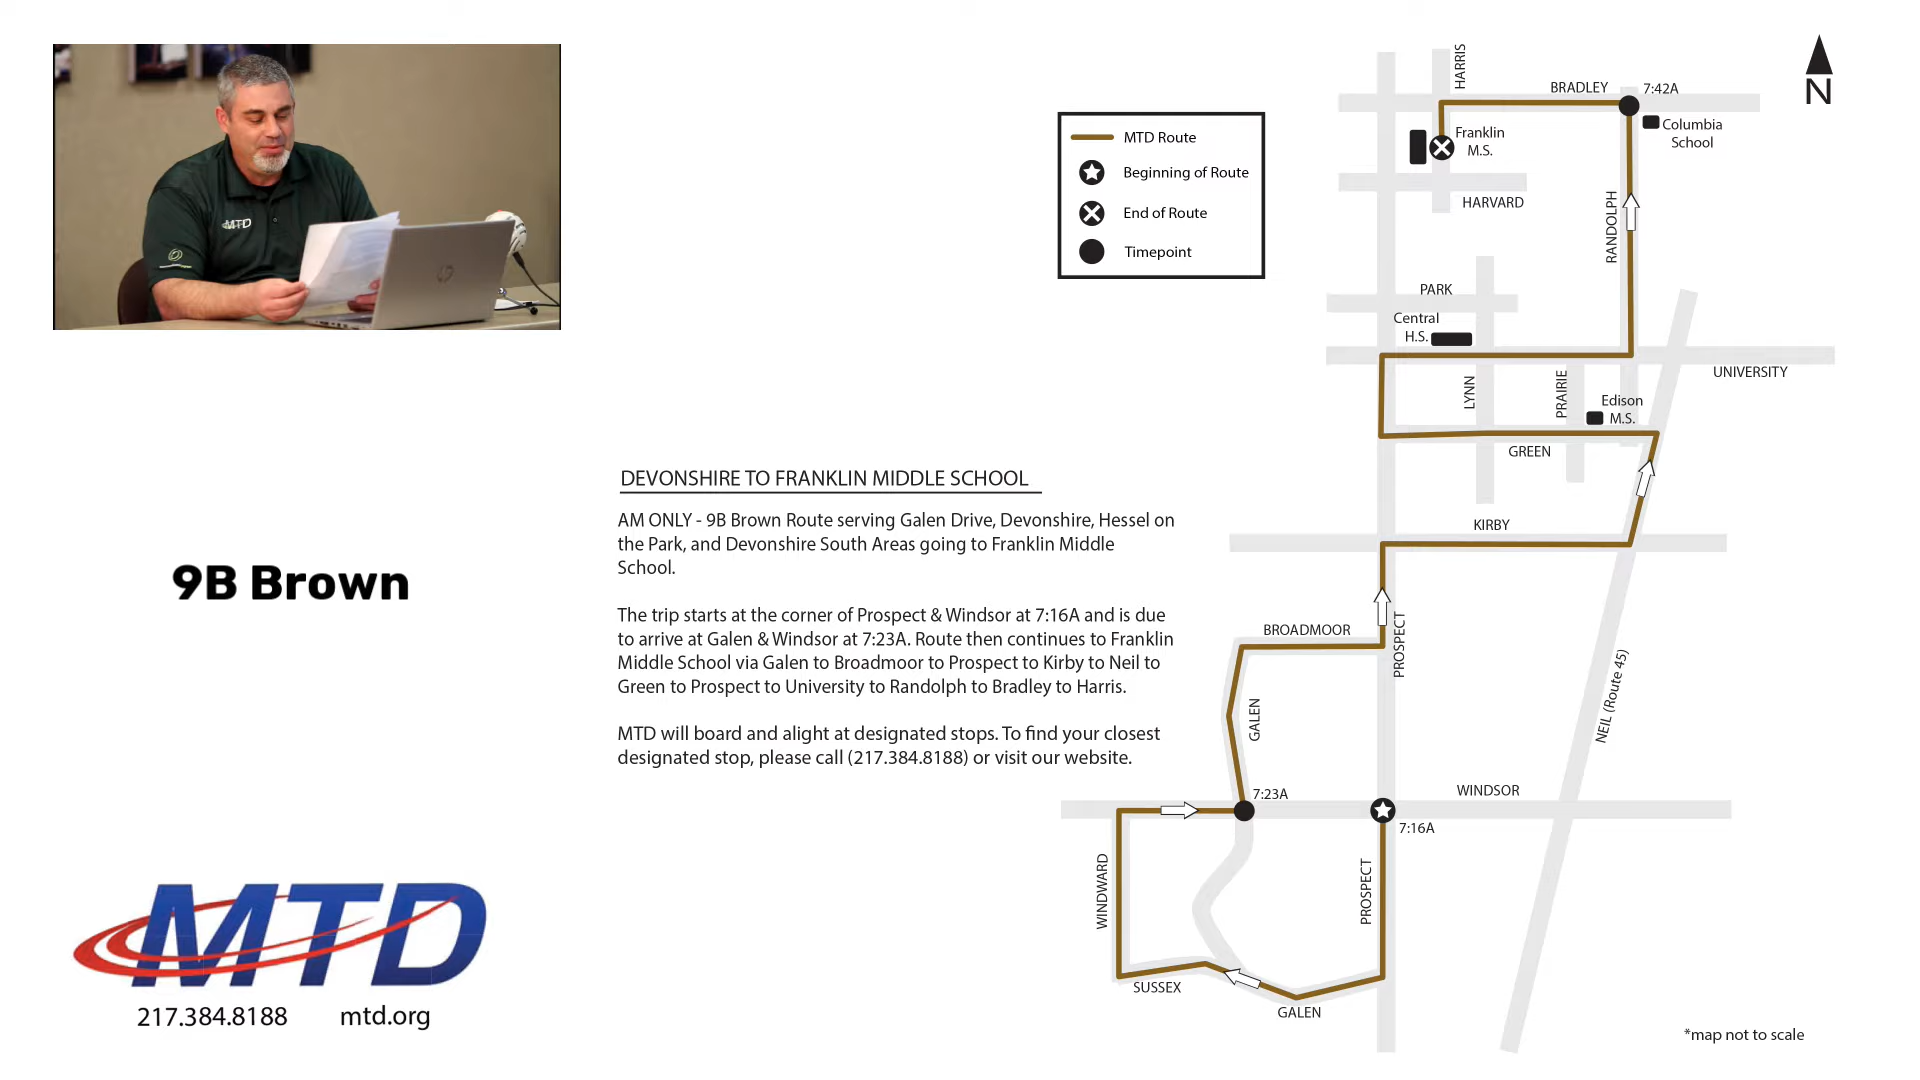 MTD
9B Brown
MTD
217.384.8188 mtd.org
DEVONSHIRE TO FRANKLIN MIDDLE SCHOOL
AM ONLY - 9B Brown Route serving Galen Drive, Devonshire, Hessel on
the Park, and Devonshire South Areas going to Franklin Middle
School.
The trip starts at the corner of Prospect & Windsor at 7:16A and is due
to arrive at Galen & Windsor at 7:23A. Route then continues to Franklin
Middle School via Galen to Broadmoor to Prospect to Kirby to Neil to
Green to Prospect to University to Randolph to Bradley to Harris.
MTD will board and alight at designated stops. To find your closest
designated stop, please call (217.384.8188) or visit our website.
MTD Route
Beginning of Route
End of Route
Timepoint
N
HARRIS
BRADLEY
7:42A
Columbia
School
Franklin
M.S.
HARVARD
RANDOLPH
PARK
Central
H.S.
UNIVERSITY
LYNN
PRAIRIE
Edison
M.S.
GREEN
KIRBY
BROADMOOR
PROSPECT
NEIL (Route 45)
GALEN
7:23A
WINDSOR
7:16A
WINDWARD
PROSPECT
SUSSEX
GALEN
*map not to scale